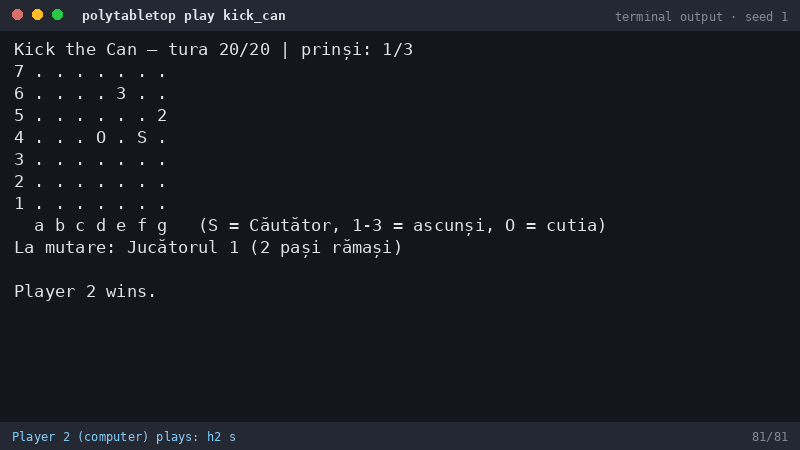 polytabletop play kick_can
terminal output · seed 1
Kick the Can — tura 20/20 | prinși: 1/3
7 . . . . . . .
6 . . . . 3 . .
5 . . . . . . 2
4 . . . O . S .
3 . . . . . . .
2 . . . . . . .
1 . . . . . . .
  a b c d e f g   (S = Căutător, 1-3 = ascunși, O = cutia)
La mutare: Jucătorul 1 (2 pași rămași)
Player 2 wins.
Player 2 (computer) plays: h2 s
81/81